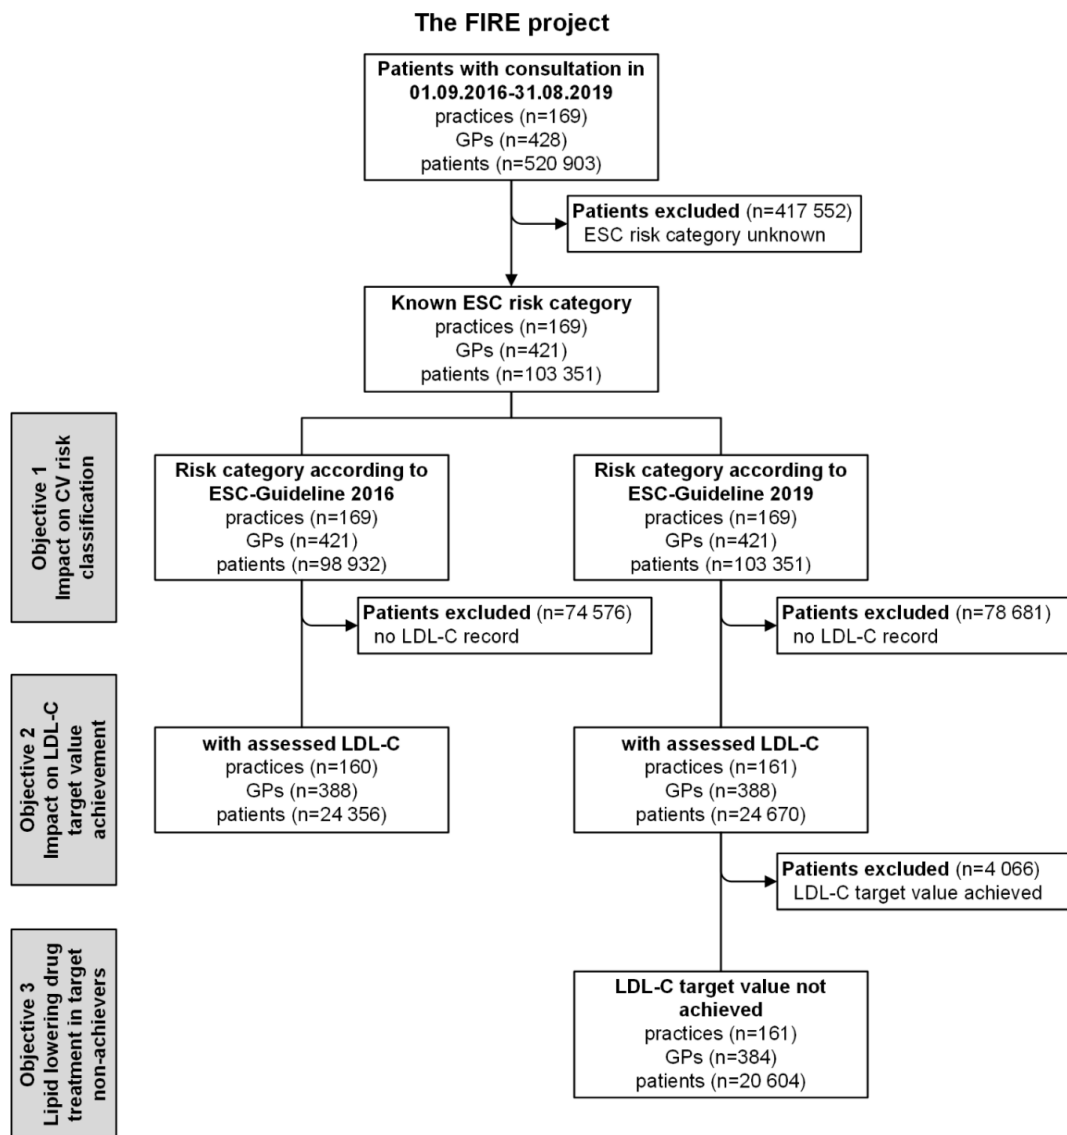 The FIRE project
Patients with consultation in
01.09.2016-31.08.2019
practices (n=169)
GPs (n=428)
patients (n=520 903)
Patients excluded (n=417 552)
ESC risk category unknown
Known ESC risk category
practices (n=169)
GPs (n=421)
patients (n=103 351)
Objective 1
Impact on CV risk
classification
Risk category according to
ESC-Guideline 2016
practices (n=169)
GPs (n=421)
patients (n=98 932)
Risk category according to
ESC-Guideline 2019
practices (n=169)
GPs (n=421)
patients (n=103 351)
Patients excluded (n=74 576)
no LDL-C record
Patients excluded (n=78 681)
no LDL-C record
Objective 2
Impact on LDL-C
target value
achievement
with assessed LDL-C
practices (n=160)
GPs (n=388)
patients (n=24 356)
with assessed LDL-C
practices (n=161)
GPs (n=388)
patients (n=24 670)
Patients excluded (n=4 066)
LDL-C target value achieved
Objective 3
Lipid lowering drug
treatment in target
non-achievers
LDL-C target value not
achieved
practices (n=161)
GPs (n=384)
patients (n=20 604)